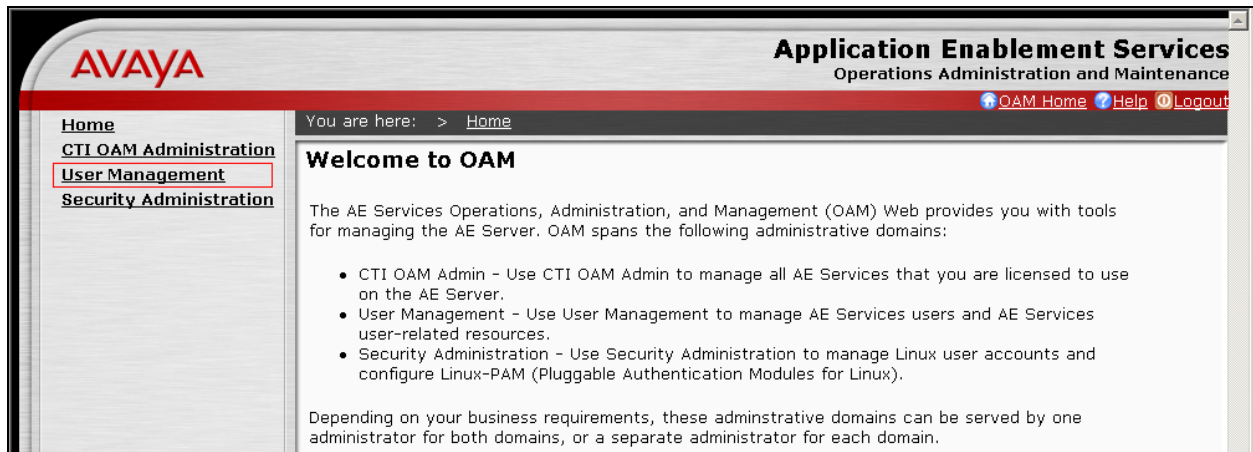 AVAYA
Application Enablement Services
Operations Administration and Maintenance
OAM Home Help Logout
Home
CTI OAM Administration
User Management
Security Administration
You are here: > Home
Welcome to OAM
The AE Services Operations, Administration, and Management (OAM) Web provides you with tools
for managing the AE Server. OAM spans the following administrative domains:
• CTI OAM Admin - Use CTI OAM Admin to manage all AE Services that you are licensed to use
on the AE Server.
• User Management - Use User Management to manage AE Services users and AE Services
user-related resources.
• Security Administration - Use Security Administration to manage Linux user accounts and
configure Linux-PAM (Pluggable Authentication Modules for Linux).
Depending on your business requirements, these adminstrative domains can be served by one
administrator for both domains, or a separate administrator for each domain.